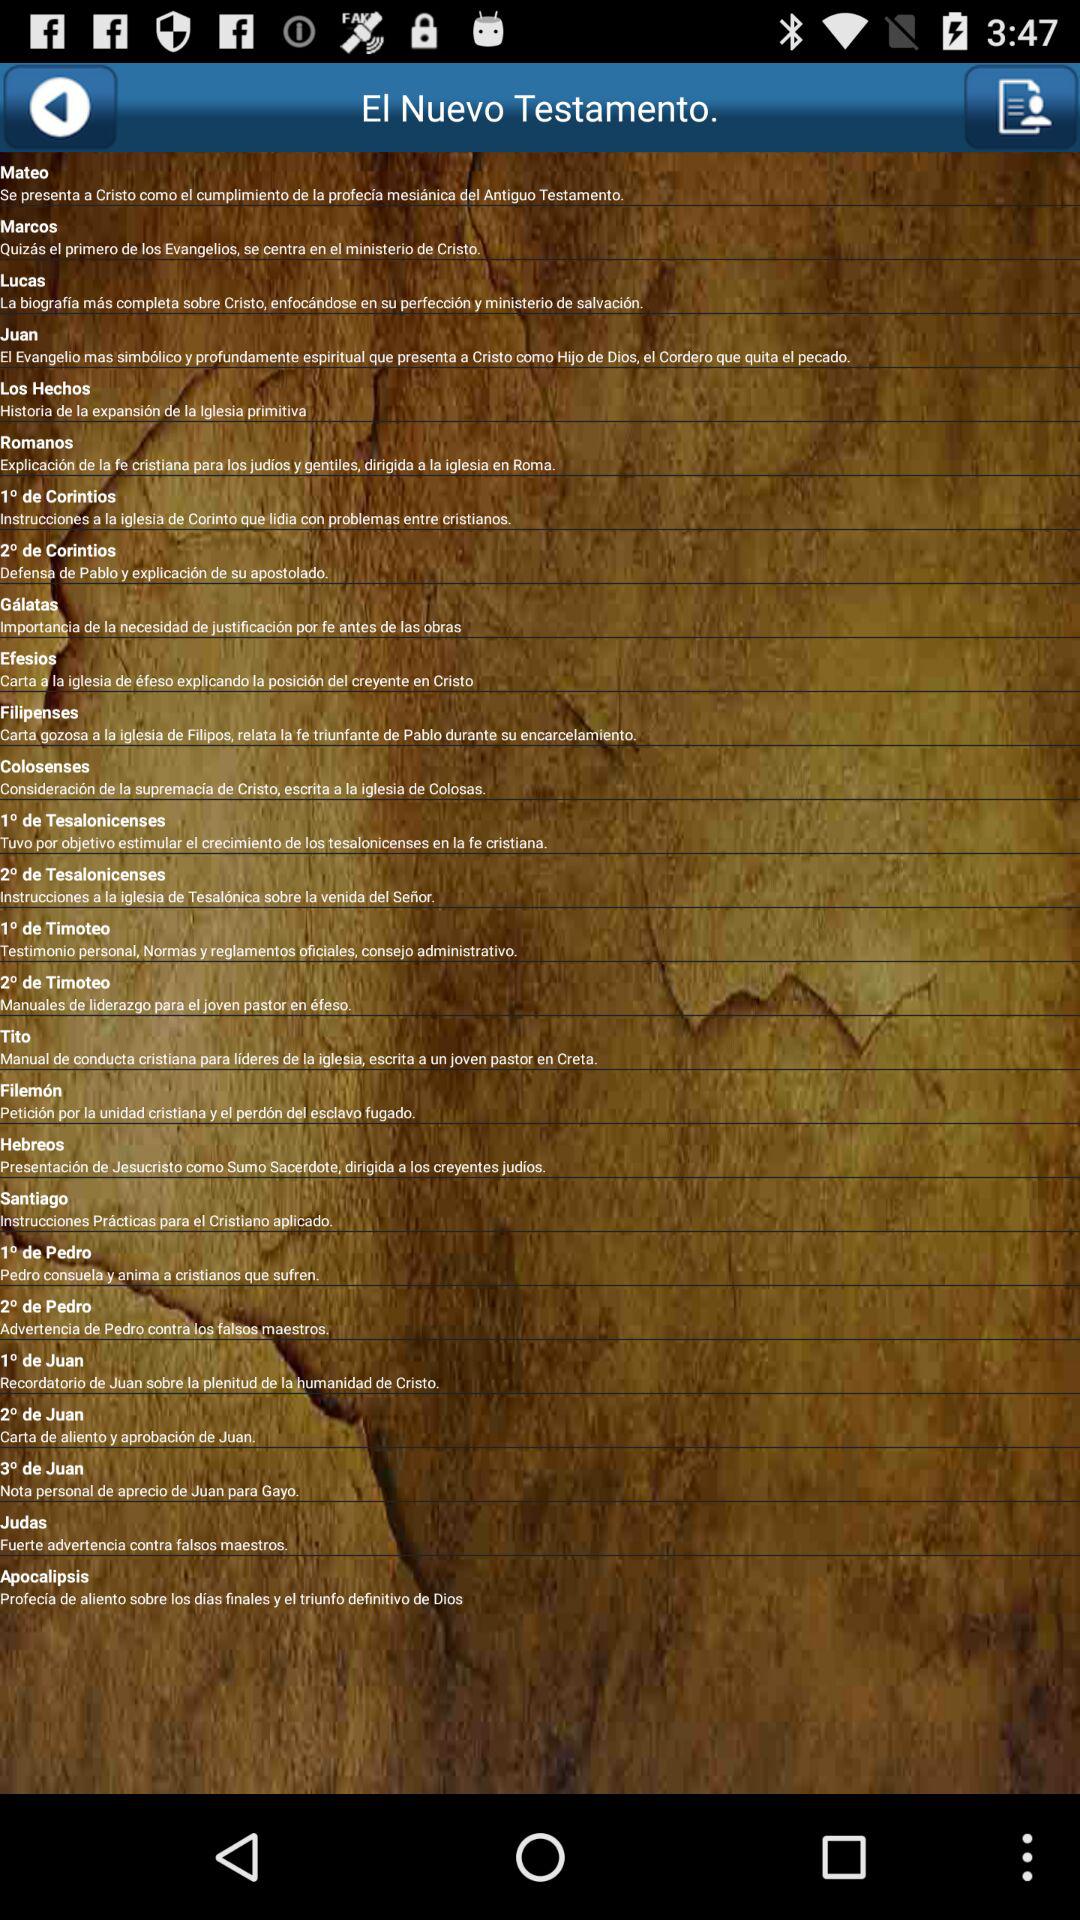 FAKE
3:47
El Nuevo Testamento.
Mateo
Se presenta a Cristo como el cumplimiento de la profecía mesiánica del Antiguo Testamento.
Marcos
Quizás el primero de los Evangelios, se centra en el ministerio de Cristo.
Lucas
La biografía más completa sobre Cristo, enfocándose en su perfección y ministerio de salvación.
Juan
El Evangelio mas simbólico y profundamente espiritual que presenta a Cristo como Hijo de Dios, el Cordero que quita el pecado.
Los Hechos
Historia de la expansión de la Iglesia primitiva
Romanos
Explicación de la fe cristiana para los judíos y gentiles, dirigida a la iglesia en Roma.
1º de Corintios
Instrucciones a la iglesia de Corinto que lidia con problemas entre cristianos.
2º de Corintios
Defensa de Pablo y explicación de su apostolado.
Gálatas
Importancia de la necesidad de justificación por fe antes de las obras
Efesios
Carta a la iglesia de éfeso explicando la posición del creyente en Cristo
Filipenses
Carta gozosa a la iglesia de Filipos, relata la fe triunfante de Pablo durante su encarcelamiento.
Colosenses
Consideración de la supremacía de Cristo, escrita a la iglesia de Colosas.
1º de Tesalonicenses
Tuvo por objetivo estimular el crecimiento de los tesalonicenses en la fe cristiana.
2º de Tesalonicenses
Instrucciones a la iglesia de Tesalónica sobre la venida del Señor.
1º de Timoteo
Testimonio personal, Normas y reglamentos oficiales, consejo administrativo.
2º de Timoteo
Manuales de liderazgo para el joven pastor en éfeso.
Tito
Manual de conducta cristiana para líderes de la iglesia, escrita a un joven pastor en Creta.
Filemón
Petición por la unidad cristiana y el perdón del esclavo fugado.
Hebreos
Presentación de Jesucristo como Sumo Sacerdote, dirigida a los creyentes judíos.
Santiago
Instrucciones Prácticas para el Cristiano aplicado.
1º de Pedro
Pedro consuela y anima a cristianos que sufren.
2º de Pedro
Advertencia de Pedro contra los falsos maestros.
1º de Juan
Recordatorio de Juan sobre la plenitud de la humanidad de Cristo.
2º de Juan
Carta de aliento y aprobación de Juan.
3º de Juan
Nota personal de aprecio de Juan para Gayo.
Judas
Fuerte advertencia contra falsos maestros.
Apocalipsis
Profecía de aliento sobre los días finales y el triunfo definitivo de Dios